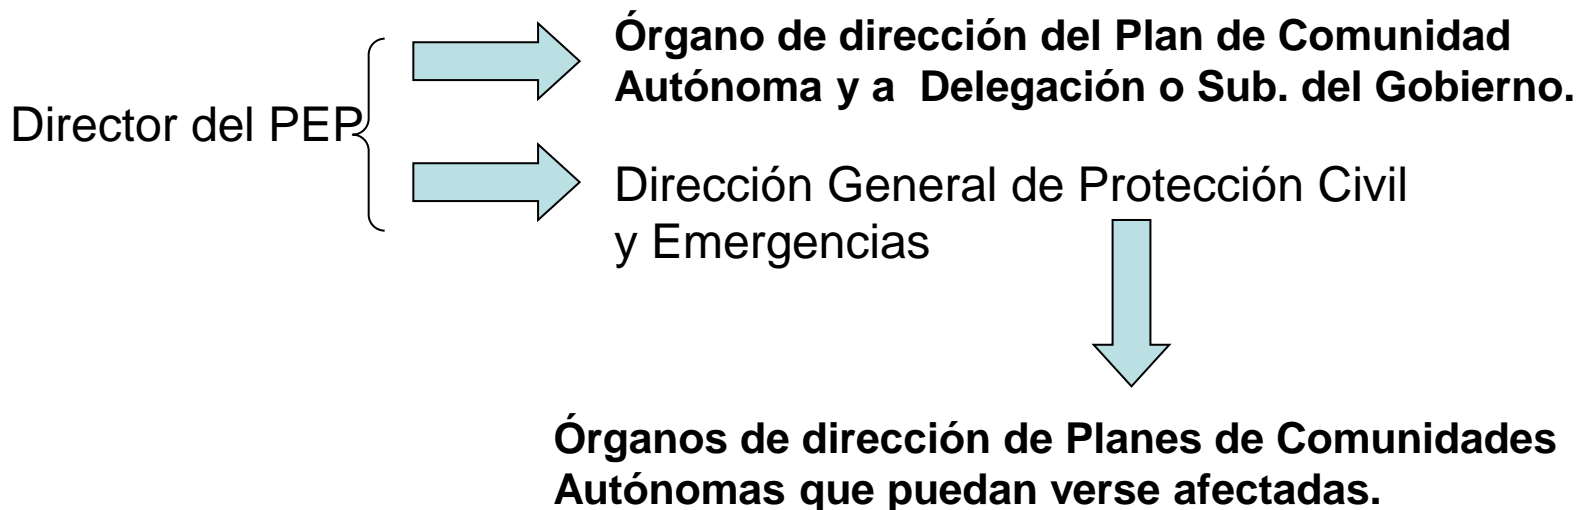 Órgano de dirección del Plan de Comunidad
Autónoma y a Delegación o Sub. del Gobierno.
Director del PEP
Dirección General de Protección Civil
y Emergencias
Órganos de dirección de Planes de Comunidades
Autónomas que puedan verse afectadas.